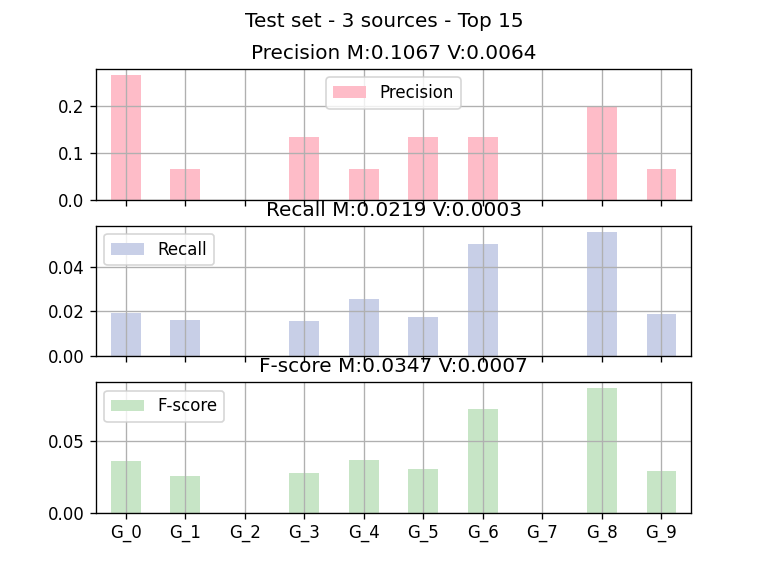 Test set - 3 sources - Top 15
Precision M:0.1067 V:0.0064
Precision
0.2
0.1
0.0
Recall M:0.0219 V:0.0003
Recall
0.04
0.02
0.00
F-score M:0.0347 V:0.0007
F-score
0.05
0.00
G_0 G_1 G_2 G_3 G_4 G_5 G_6 G_7 G_8 G_9